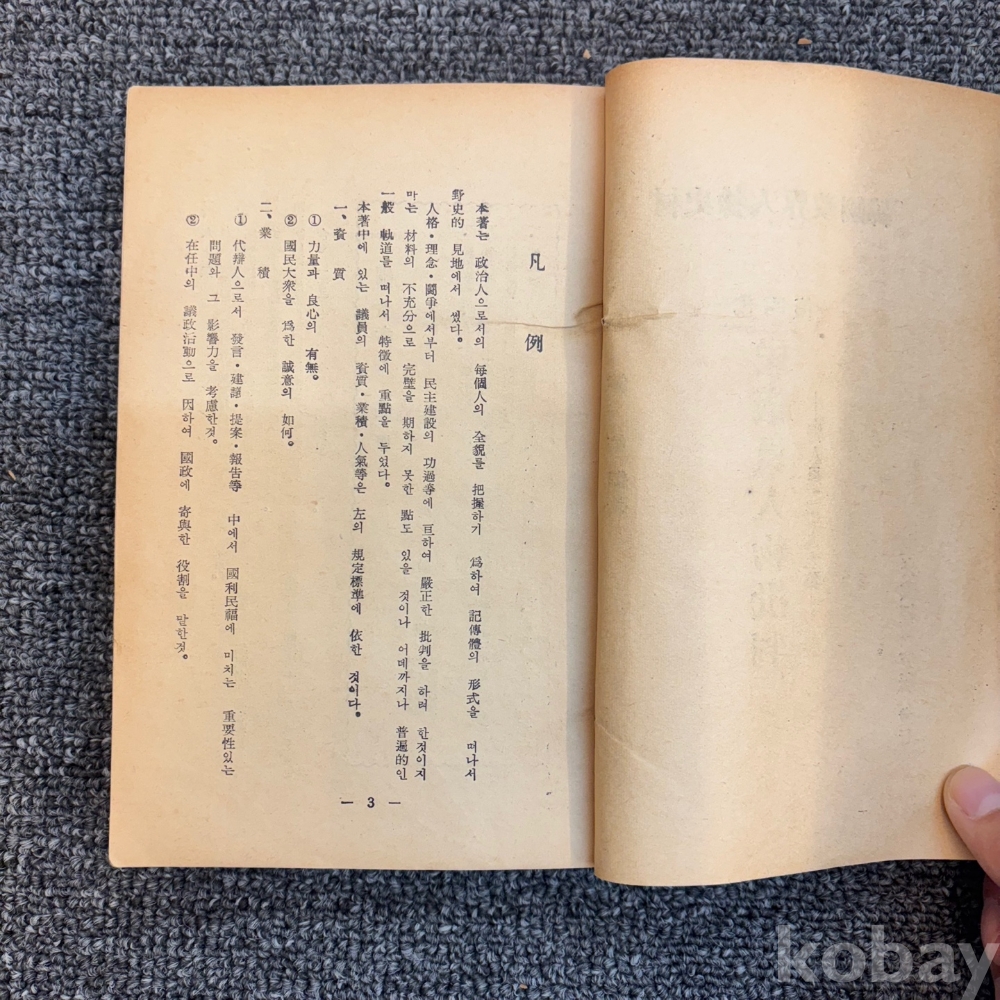 凡例
本著는 政治人으로서의 每個人의 全貌를 把握하기 爲하여 記傳體의 形式을 떠나서
野史的 見地에서 썼다。
人格·理念·鬪爭에서부터 民主建設의 功過等에 亘하여 嚴正한 批判을 하려 한것이지
마는 材料의 不充分으로 完壁을 期하지 못한 點도 있을 것이나 어데까지나 普遍的인
一般 軌道를 떠나서 特徵에 重點을 두었다。
本著中에 있는 議員의 資質·業積·人氣等은 左의 規定標準에 依한 것이다。
一、資質
① 力量과 良心의 有無。
② 國民大衆을 爲한 誠意의 如何。
二、業積
① 代辯人으로서 發言·建議·提案·報告等 中에서 國利民福에 미치는 重要性있는
問題와 그 影響力을 考慮한것。
② 在任中의 議政活動으로 因하여 國政에 寄與한 役割을 말한것。
— 3 —
kobay